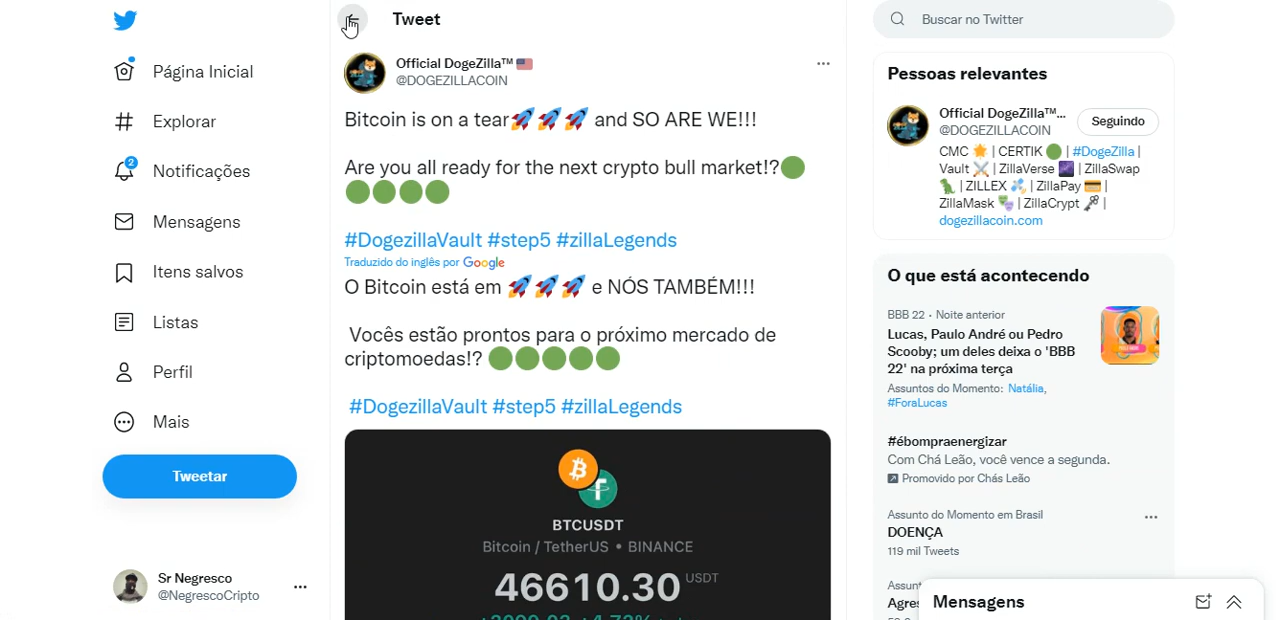 Página Inicial
Explorar
2
Notificações
Mensagens
Itens salvos
Listas
Perfil
Mais
Tweetar
Sr Negresco
@NegrescoCripto
Tweet
Official DogeZilla™ 🇺🇸
@DOGEZILLACOIN
Bitcoin is on a tear🚀🚀🚀 and SO ARE WE!!!
Are you all ready for the next crypto bull market!?🟢
🟢🟢🟢🟢
#DogezillaVault #step5 #zillaLegends
Traduzido do inglês por Google
O Bitcoin está em 🚀🚀🚀 e NÓS TAMBÉM!!!
Vocês estão prontos para o próximo mercado de
criptomoedas!? 🟢🟢🟢🟢🟢
#DogezillaVault #step5 #zillaLegends
BTCUSDT
Bitcoin / TetherUS • BINANCE
46610.30 USDT
Buscar no Twitter
Pessoas relevantes
Official DogeZilla™...
@DOGEZILLACOIN
Seguindo
CMC | CERTIK 🟢 | #DogeZilla |
Vault ⚔️ | ZillaVerse 🌌 | ZillaSwap
🦖 | ZILLEX | ZillaPay 💳 |
ZillaMask 🎭 | ZillaCrypt 🗝 |
dogezillacoin.com
O que está acontecendo
BBB 22 · Noite anterior
Lucas, Paulo André ou Pedro
Scooby; um deles deixa o 'BBB
22' na próxima terça
Assuntos do Momento: Natália,
#ForaLucas
#ébompraenergizar
Com Chá Leão, você vence a segunda.
Promovido por Chás Leão
Assunto do Momento em Brasil
DOENÇA
119 mil Tweets
Mensagens